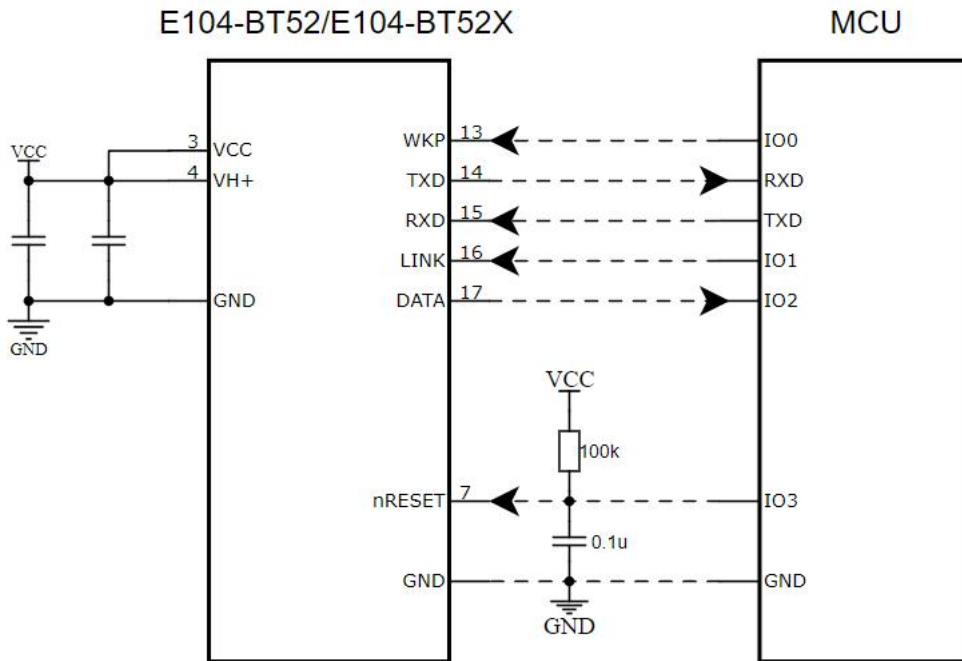 E104-BT52/E104-BT52X
MCU
VCC
3 VCC
4 VH+
GND
GND
WKP 13 IO0
TXD 14 RXD
RXD 15 TXD
LINK 16 IO1
DATA 17 IO2
VCC
100k
nRESET 7 IO3
0.1u
GND GND
GND